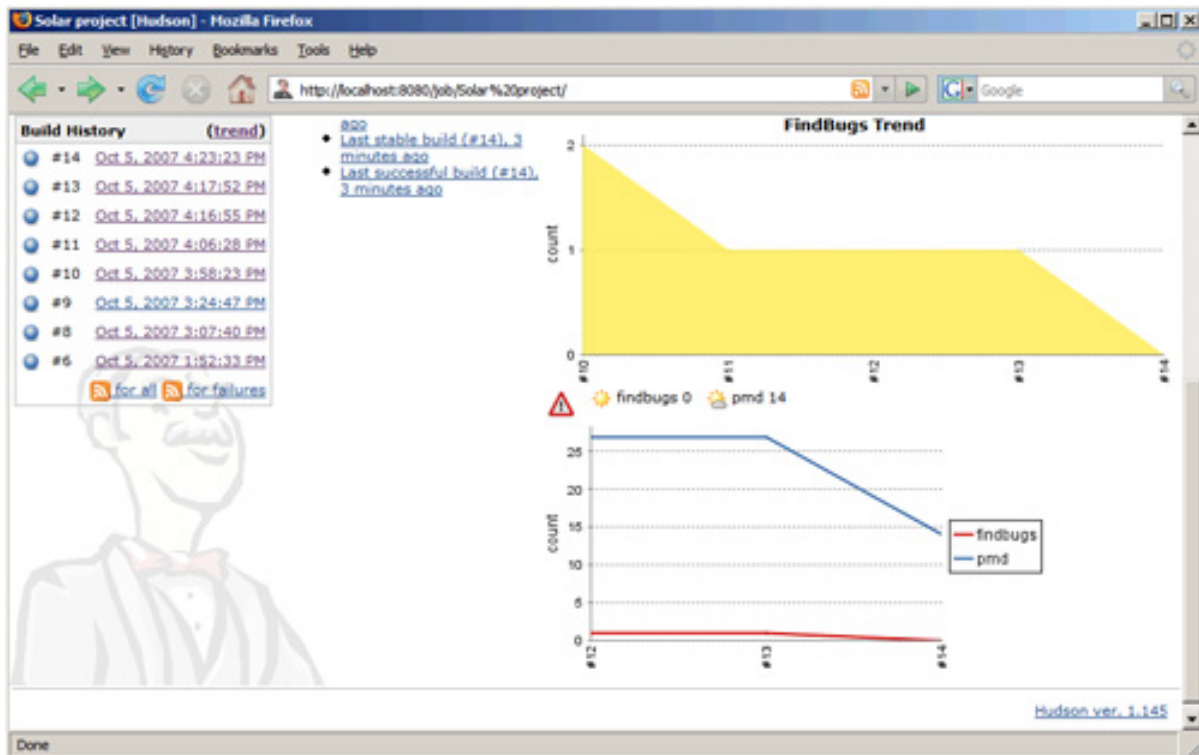 Solar project [Hudson] - Mozilla Firefox
File Edit View History Bookmarks Tools Help
http://localhost:8080/job/Solar%20project/
G Google
Build History (trend)
#14 Oct 5, 2007 4:23:23 PM
#13 Oct 5, 2007 4:17:52 PM
#12 Oct 5, 2007 4:16:55 PM
#11 Oct 5, 2007 4:06:28 PM
#10 Oct 5, 2007 3:58:23 PM
#9 Oct 5, 2007 3:24:47 PM
#8 Oct 5, 2007 3:07:40 PM
#6 Oct 5, 2007 1:52:33 PM
for all for failures
ago
Last stable build (#14), 3
minutes ago
Last successful build (#14),
3 minutes ago
FindBugs Trend
2
1
0
count
#10 #11 #12 #13 #14
findbugs 0 pmd 14
25
20
15
10
5
0
count
#12 #13 #14
findbugs
pmd
Hudson ver. 1.145
Done